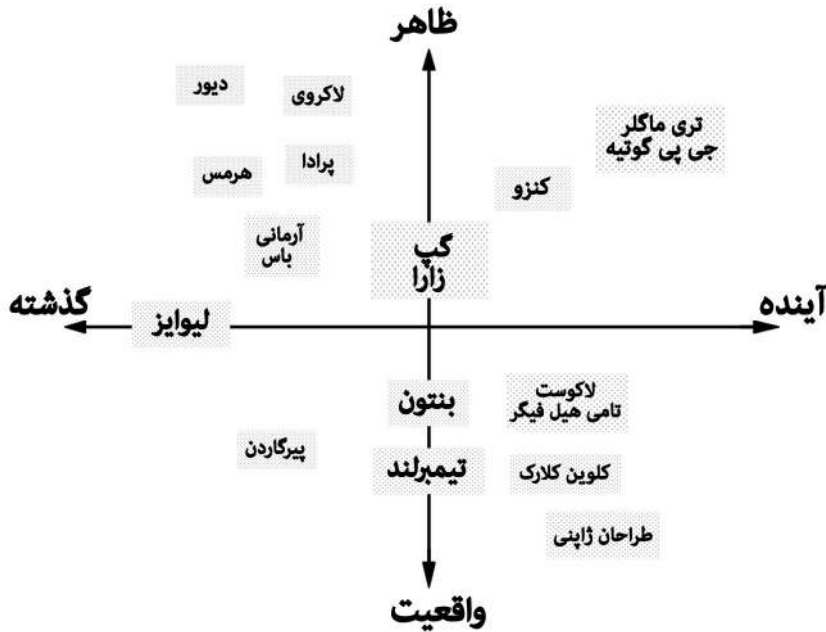 ظاهر
دیور
لاکروی
تری ماگلر
جی پی گوتیه
پرادا
هرمس
کنزو
آرمانی
باس
گپ
زارا
آینده
گذشته
لیوایز
لاکوست
تامی هیل فیگر
بنتون
پیرگاردن
تیمبرلند
کلوین کلارک
طراحان ژاپنی
واقعیت